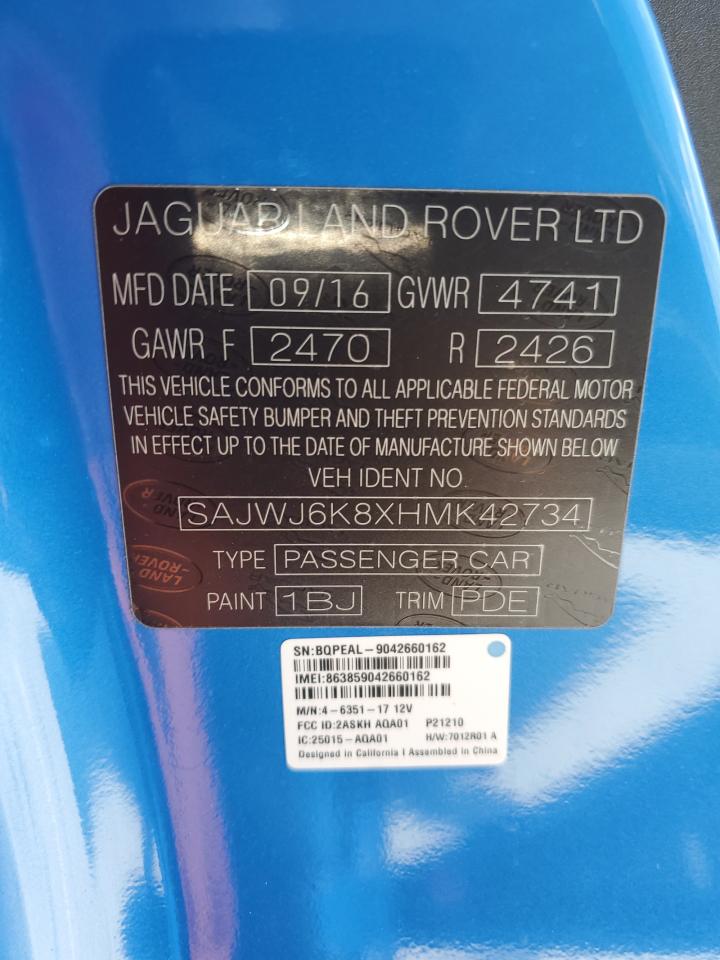 JAGUAR LAND ROVER LTD
MFD DATE 09/16 GVWR 4741
GAWR F 2470 R 2426
THIS VEHICLE CONFORMS TO ALL APPLICABLE FEDERAL MOTOR
VEHICLE SAFETY BUMPER AND THEFT PREVENTION STANDARDS
IN EFFECT UP TO THE DATE OF MANUFACTURE SHOWN BELOW
VEH IDENT NO.
SAJWJ6K8XHMK42734
TYPE PASSENGER CAR
LAND
-ROVER
PAINT 1BJ TRIM PDE
SN:BQPEAL-9042660162
IMEI:863859042660162
M/N:4-6351-17 12V
FCC ID:2ASKH AQA01 P21210
IC:25015-AQA01 H/W:7012R01 A
Designed in California I Assembled in China